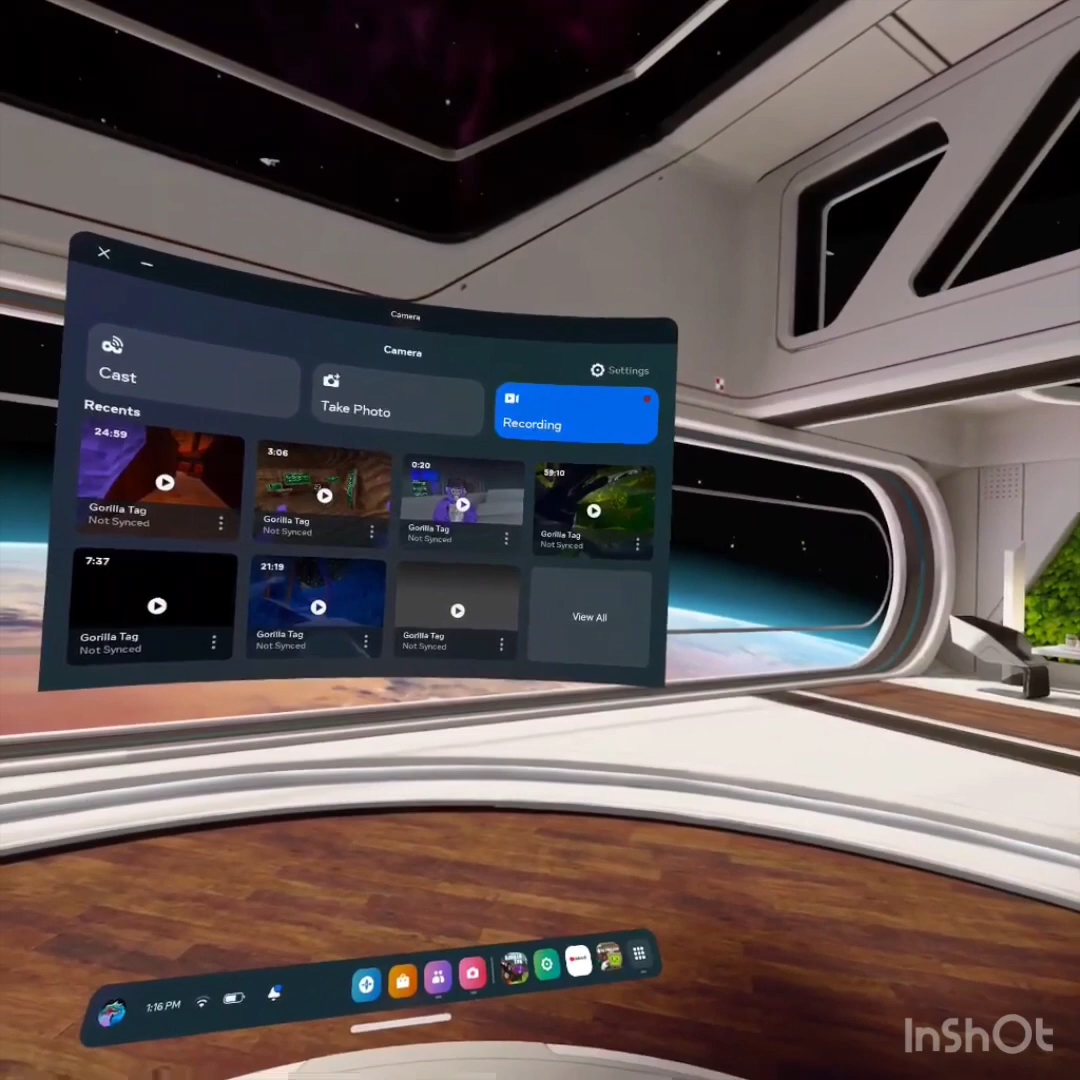 Camera
Camera
Settings
Cast
Take Photo
Recording
Recents
24:59
Gorilla Tag
Not Synced
3:06
Gorilla Tag
Not Synced
0:20
Gorilla Tag
Not Synced
59:10
Gorilla Tag
Not Synced
7:37
Gorilla Tag
Not Synced
21:19
Gorilla Tag
Not Synced
Gorilla Tag
Not Synced
View All
1:16 PM
InShOt